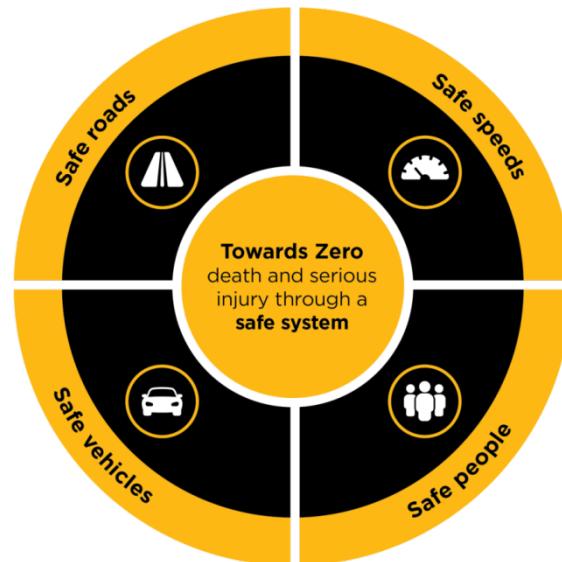 Safe roads
Safe speeds
Towards Zero
death and serious
injury through a
safe system
Safe vehicles
Safe people